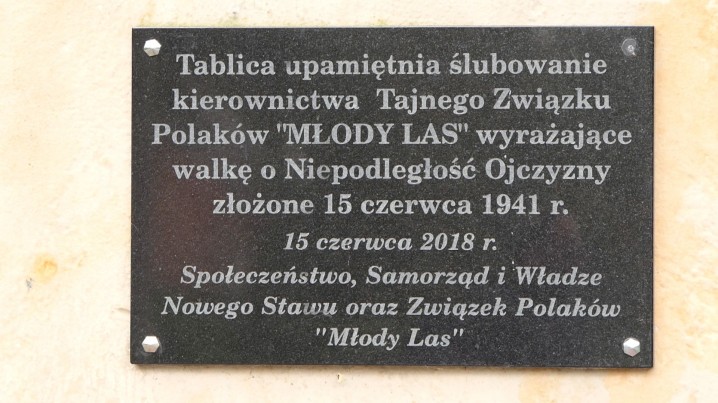 Tablica upamiętnia ślubowanie
kierownictwa Tajnego Związku
Polaków "MŁODY LAS" wyrażające
walkę o Niepodległość Ojczyzny
złożone 15 czerwca 1941 r.
15 czerwca 2018 r.
Społeczeństwo, Samorząd i Władze
Nowego Stawu oraz Związek Polaków
"Młody Las"